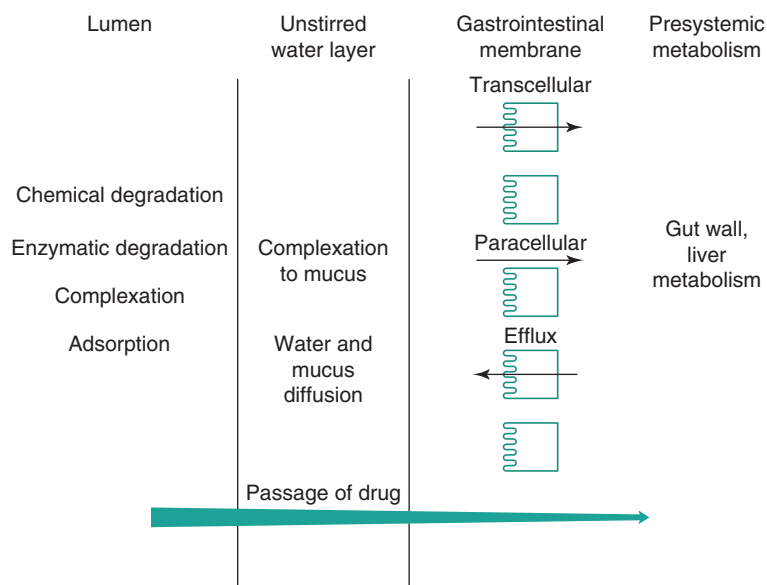 Lumen
Unstirred
water layer
Gastrointestinal
membrane
Presystemic
metabolism
Transcellular
Chemical degradation
Enzymatic degradation
Complexation
Adsorption
Complexation
to mucus
Water and
mucus
diffusion
Paracellular
Efflux
Gut wall,
liver
metabolism
Passage of drug